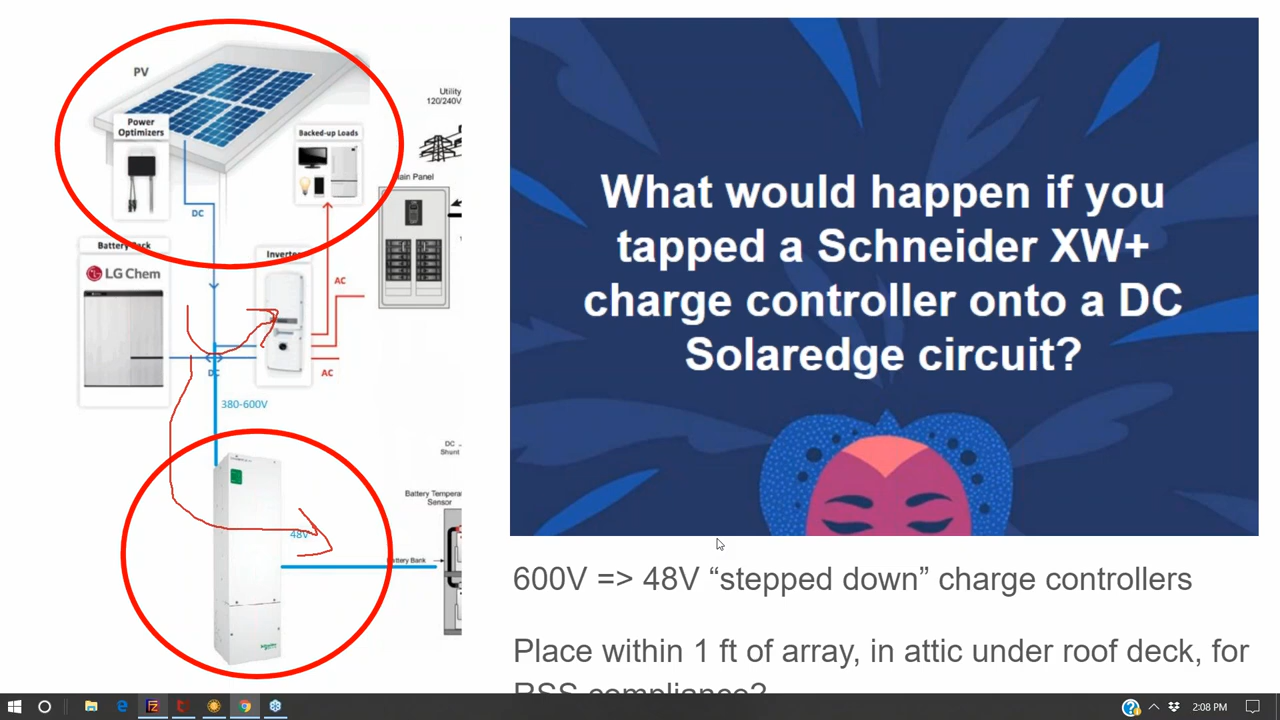 PV
Power
Optimizers
Backed-up Loads
Utility
120/240V
Main Panel
DC
Battery Pack
LG Chem
Inverter
AC
AC
DC
380-600V
DC
Shunt
Battery Temperat
Sensor
48V
Battery Bank
What would happen if you
tapped a Schneider XW+
charge controller onto a DC
Solaredge circuit?
600V => 48V “stepped down” charge controllers
Place within 1 ft of array, in attic under roof deck, for
RSS compliance?
2:08 PM